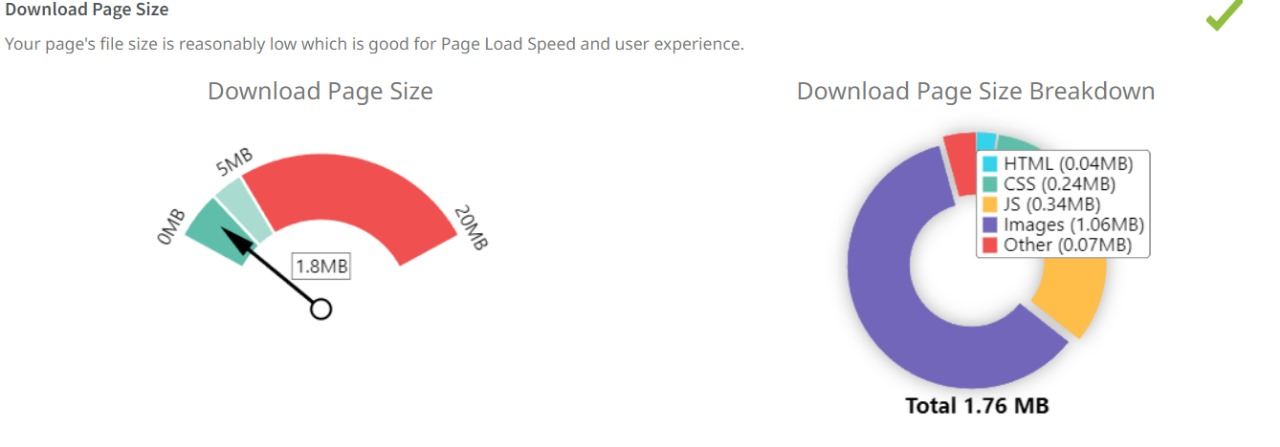 Download Page Size
Your page's file size is reasonably low which is good for Page Load Speed and user experience.
Download Page Size
0MB
5MB
20MB
1.8MB
Download Page Size Breakdown
HTML (0.04MB)
CSS (0.24MB)
JS (0.34MB)
Images (1.06MB)
Other (0.07MB)
Total 1.76 MB